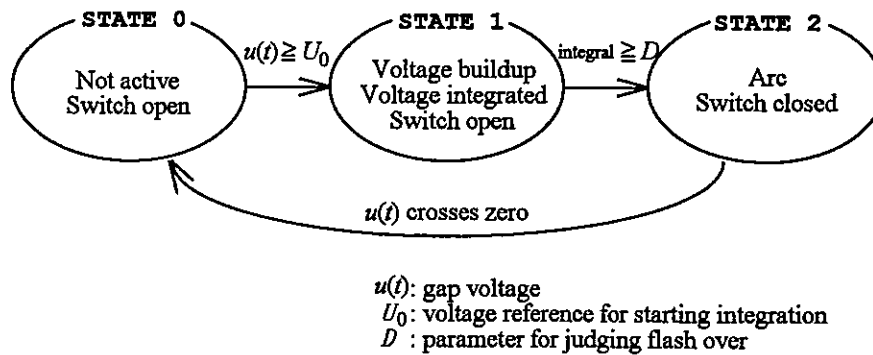 STATE 0
Not active
Switch open
u(t) ≧ U₀
STATE 1
Voltage buildup
Voltage integrated
Switch open
integral ≧ D
STATE 2
Arc
Switch closed
u(t) crosses zero
u(t): gap voltage
U₀: voltage reference for starting integration
D : parameter for judging flash over